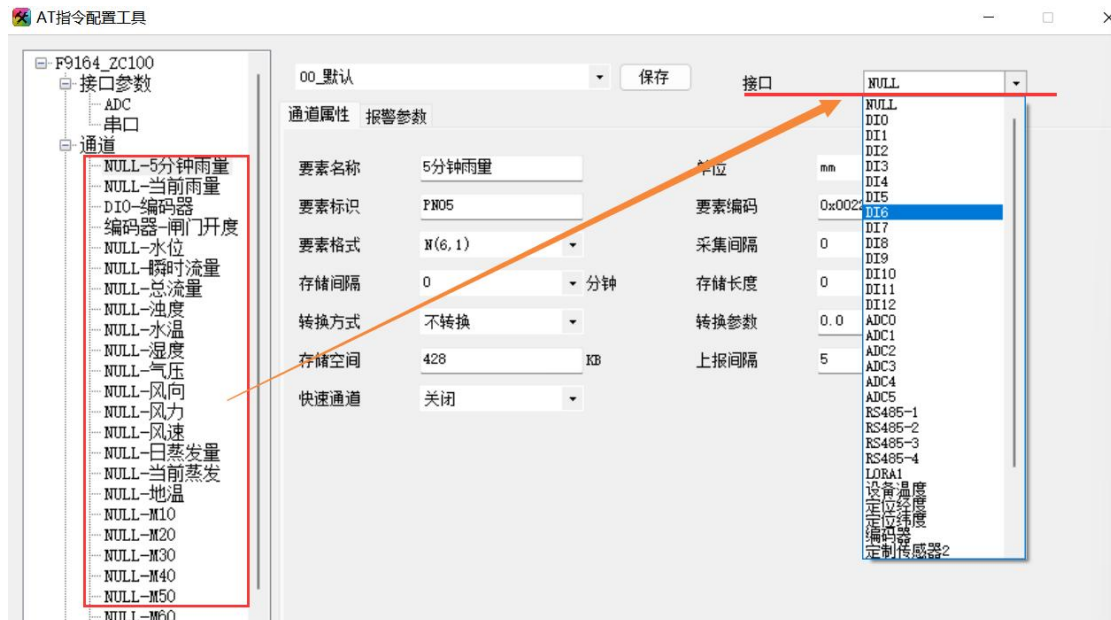 AT指令配置工具
F9164_ZC100
接口参数
ADC
串口
通道
NULL-5分钟雨量
NULL-当前雨量
DI0-编码器
编码器-闸门开度
NULL-水位
NULL-瞬时流量
NULL-总流量
NULL-浊度
NULL-水温
NULL-湿度
NULL-气压
NULL-风向
NULL-风力
NULL-风速
NULL-日蒸发量
NULL-当前蒸发
NULL-地温
NULL-M10
NULL-M20
NULL-M30
NULL-M40
NULL-M50
NULL-M60
00_默认 保存 接口 NULL
通道属性 报警参数
要素名称 5分钟雨量 单位 mm
要素标识 PN05 要素编码 0x0022
要素格式 N(6,1) 采集间隔 0
存储间隔 0 分钟 存储长度 0
转换方式 不转换 转换参数 0.0
存储空间 428 KB 上报间隔 5
快速通道 关闭
NULL
DI0
DI1
DI2
DI3
DI4
DI5
DI6
DI7
DI8
DI9
DI10
DI11
DI12
ADC0
ADC1
ADC2
ADC3
ADC4
ADC5
RS485-1
RS485-2
RS485-3
RS485-4
LORA1
设备温度
定位经度
定位纬度
编码器
定制传感器2